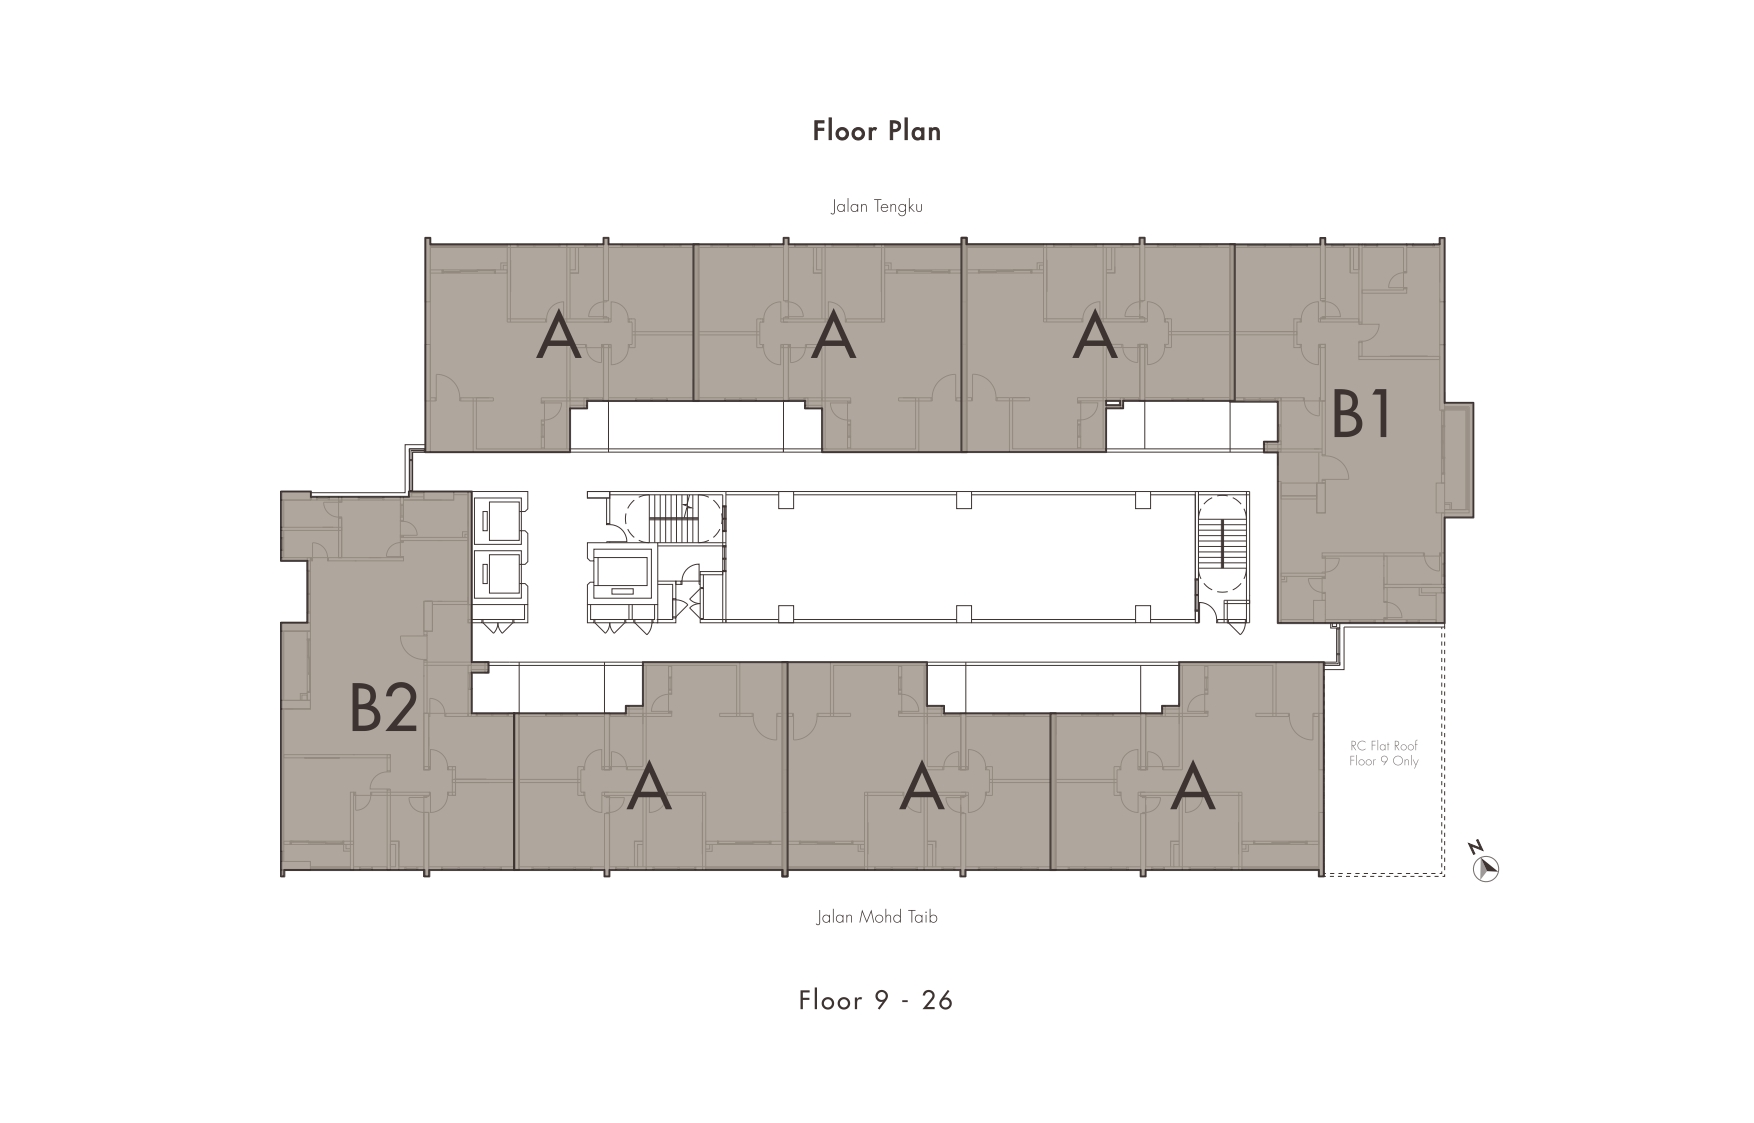 Floor Plan
Jalan Tengku
A
A
A
B1
B2
A
A
A
RC Flat Roof
Floor 9 Only
N
Jalan Mohd Taib
Floor 9 - 26